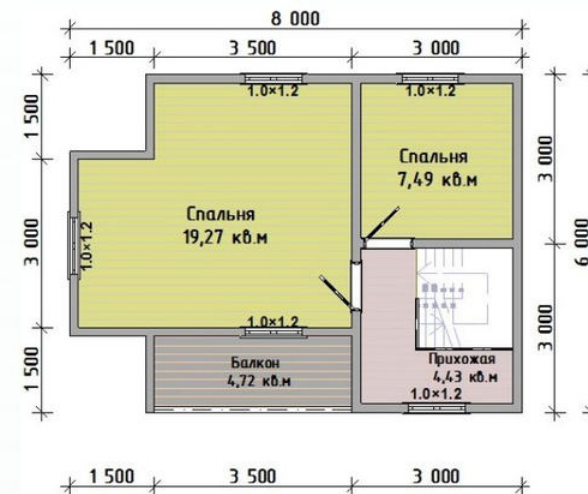 8 000
1 500
3 500
3 000
1 500
3 000
1 500
1.0×1.2
1.0×1.2
Спальня
7,49 кв.м
3 000
6 000
Спальня
19,27 кв.м
1.0×1.2
1.0×1.2
3 000
Балкон
4,72 кв.м
Прихожая
4,43 кв.м
1.0×1.2
1 500
3 500
3 000